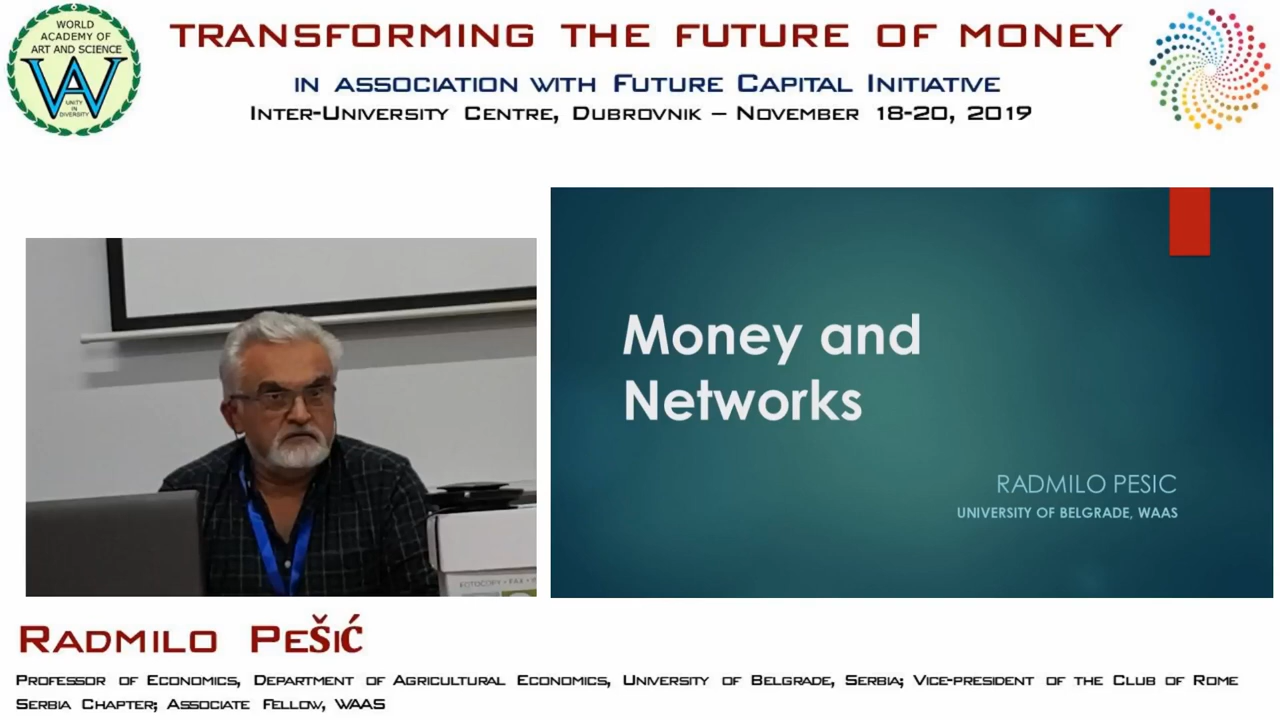 WORLD
ACADEMY OF
ART AND SCIENCE
WA
UNITY
IN
DIVERSITY
TRANSFORMING THE FUTURE OF MONEY
IN ASSOCIATION WITH FUTURE CAPITAL INITIATIVE
INTER-UNIVERSITY CENTRE, DUBROVNIK – NOVEMBER 18-20, 2019
Money and
Networks
RADMILO PESIC
UNIVERSITY OF BELGRADE, WAAS
FOTOCOPY • FAX •
RADMILO PEŠIĆ
PROFESSOR OF ECONOMICS, DEPARTMENT OF AGRICULTURAL ECONOMICS, UNIVERSITY OF BELGRADE, SERBIA; VICE-PRESIDENT OF THE CLUB OF ROME
SERBIA CHAPTER; ASSOCIATE FELLOW, WAAS